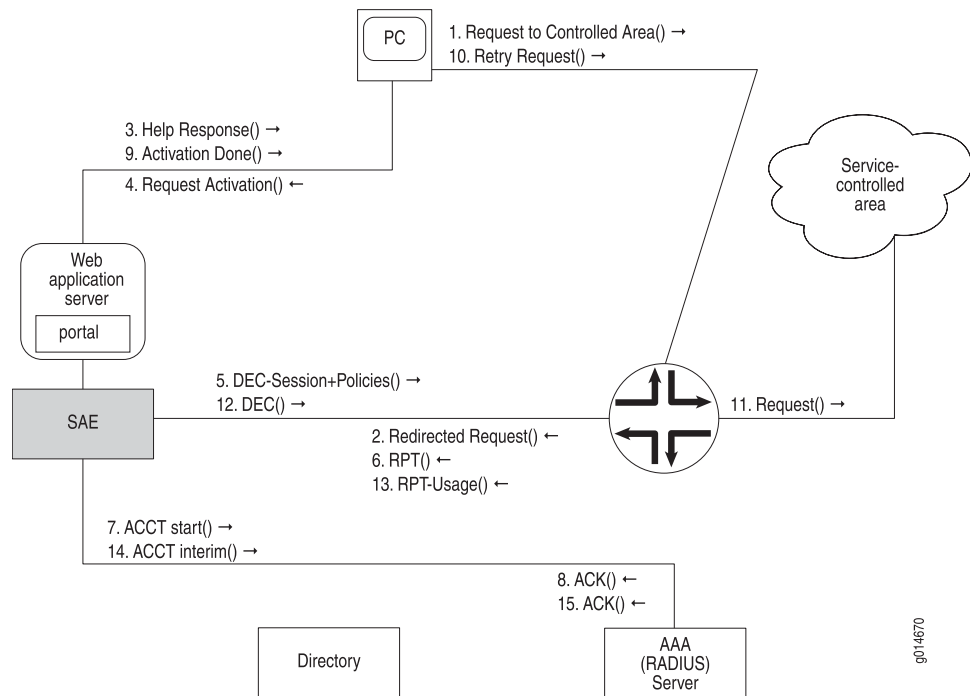 PC
1. Request to Controlled Area() →
10. Retry Request() →
3. Help Response() →
9. Activation Done() →
4. Request Activation() ←
Service-
controlled
area
Web
application
server
portal
5. DEC-Session+Policies() →
12. DEC() →
SAE
11. Request() →
2. Redirected Request() ←
6. RPT() ←
13. RPT-Usage() ←
7. ACCT start() →
14. ACCT interim() →
8. ACK() ←
15. ACK() ←
Directory
AAA
(RADIUS)
Server
g014670